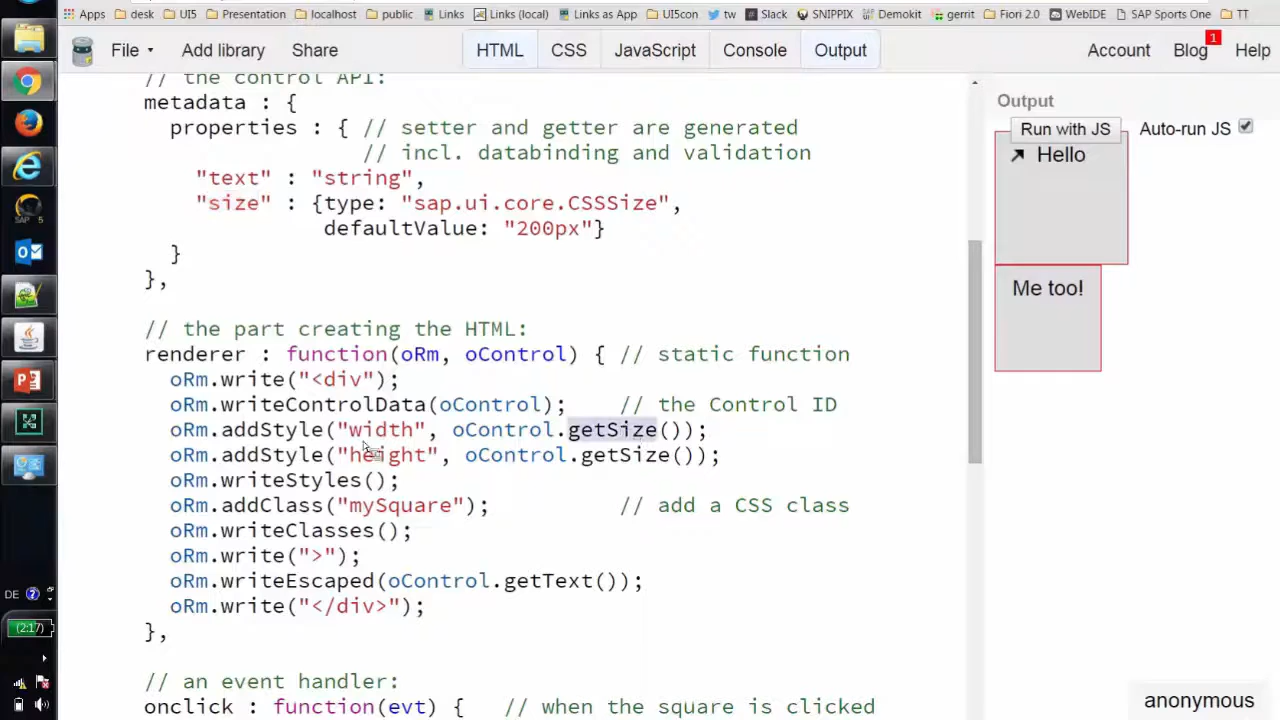 Apps desk UI5 Presentation localhost public Links Links (local) Links as App UI5con tw Slack SNIPPIX Demokit gerrit Fiori 2.0 WebIDE SAP Sports One TT
File Add library Share HTML CSS JavaScript Console Output Account Blog 1 Help
// the control API:
metadata : {
properties : { // setter and getter are generated
// incl. databinding and validation
"text" : "string",
"size" : {type: "sap.ui.core.CSSSize",
defaultValue: "200px"}
}
},
// the part creating the HTML:
renderer : function(oRm, oControl) { // static function
oRm.write("<div");
oRm.writeControlData(oControl); // the Control ID
oRm.addStyle("width", oControl.getSize());
oRm.addStyle("height", oControl.getSize());
oRm.writeStyles();
oRm.addClass("mySquare"); // add a CSS class
oRm.writeClasses();
oRm.write(">");
oRm.writeEscaped(oControl.getText());
oRm.write("</div>");
},
// an event handler:
onclick : function(evt) { // when the square is clicked
Output
Run with JS Auto-run JS
Hello
Me too!
anonymous
SAP 5
DE
(2:17)